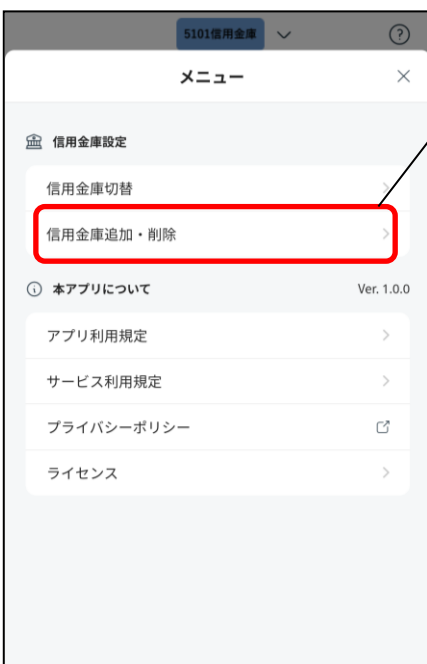 5101信用金庫
メニュー
信用金庫設定
信用金庫切替
信用金庫追加・削除
本アプリについて Ver. 1.0.0
アプリ利用規定
サービス利用規定
プライバシーポリシー
ライセンス